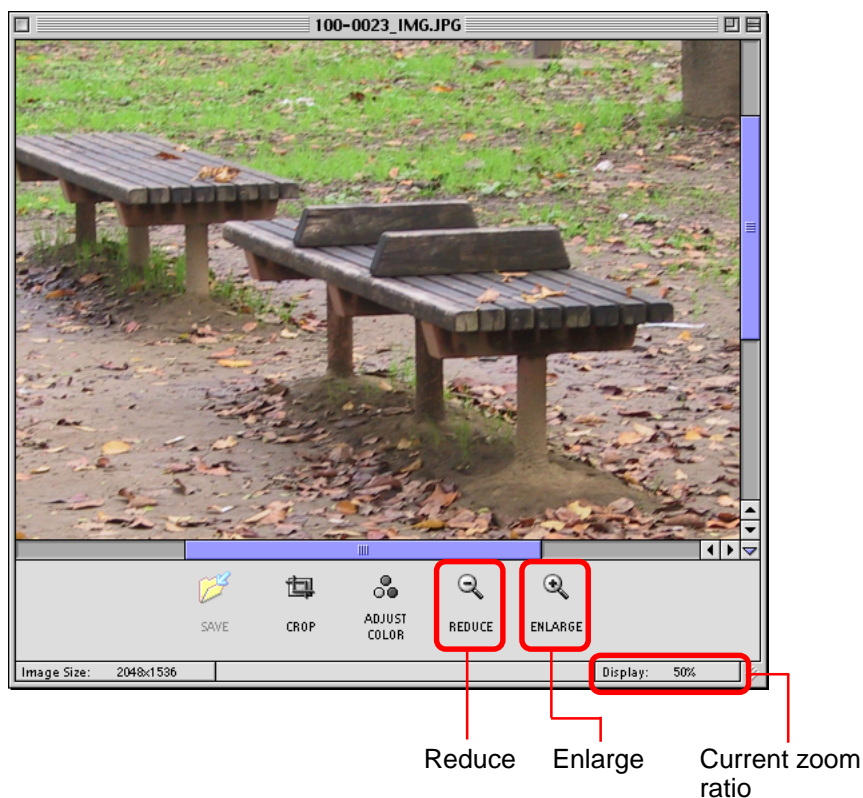 100-0023_IMG.JPG
SAVE
CROP
ADJUST
COLOR
REDUCE
ENLARGE
Image Size: 2048x1536
Display: 50%
Reduce
Enlarge
Current zoom
ratio